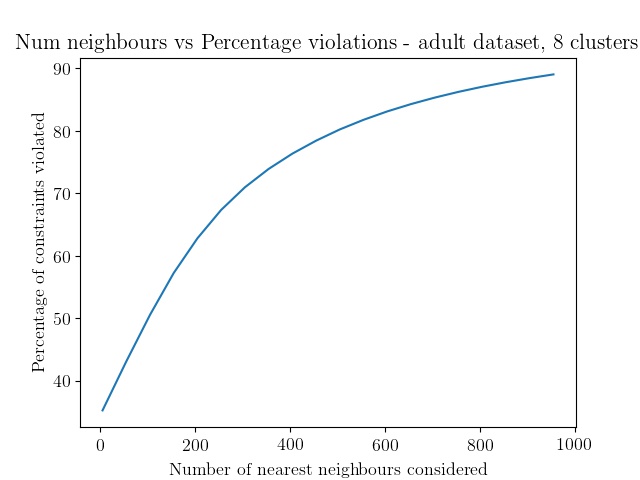 Num neighbours vs Percentage violations - adult dataset, 8 clusters
90
80
70
60
50
40
Percentage of constraints violated
0 200 400 600 800 1000
Number of nearest neighbours considered